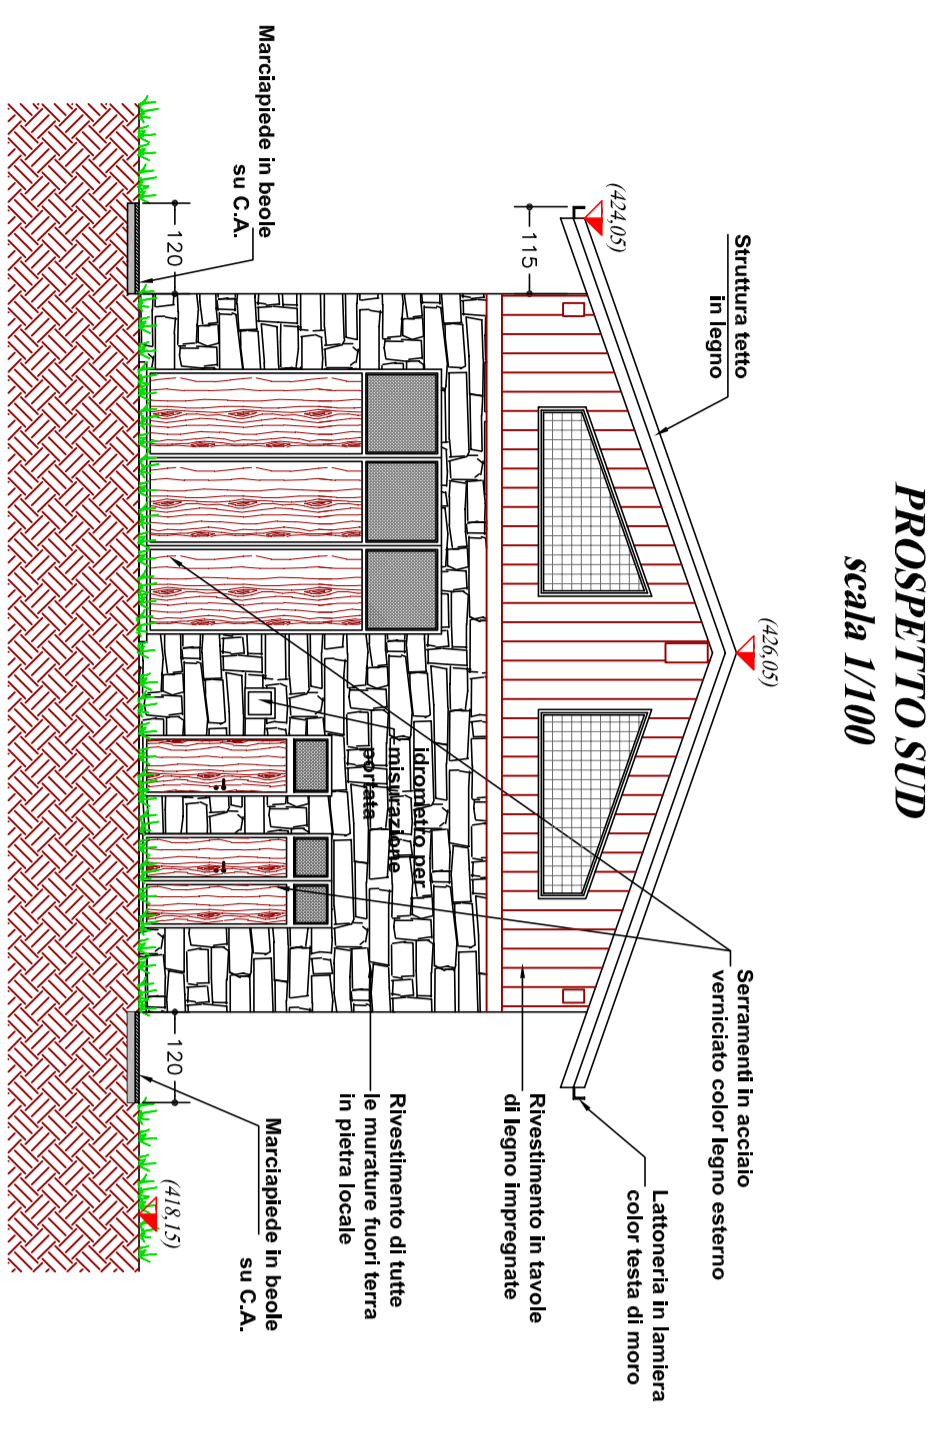 PROSPETTO SUD
scala 1/100
(426,05)
(424,05)
Struttura tetto
in legno
115
Serramenti in acciaio
verniciato color legno esterno
Lattoneria in lamiera
color testa di moro
Rivestimento in tavole
di legno impregnate
idrometro per
misurazione
portata
Rivestimento di tutte
le murature fuori terra
in pietra locale
Marciapiede in beole
su C.A.
120
120
Marciapiede in beole
su C.A.
(418,15)